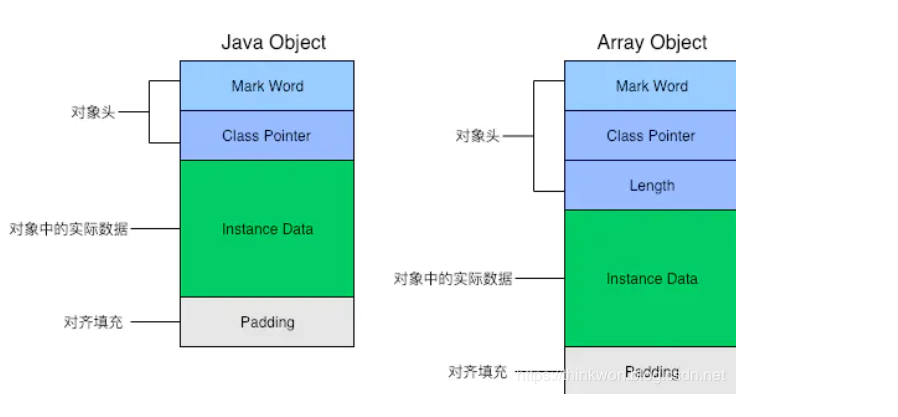 Java Object
Mark Word
对象头
Class Pointer
对象中的实际数据
Instance Data
对齐填充
Padding
Array Object
Mark Word
对象头
Class Pointer
Length
对象中的实际数据
Instance Data
对齐填充
Padding